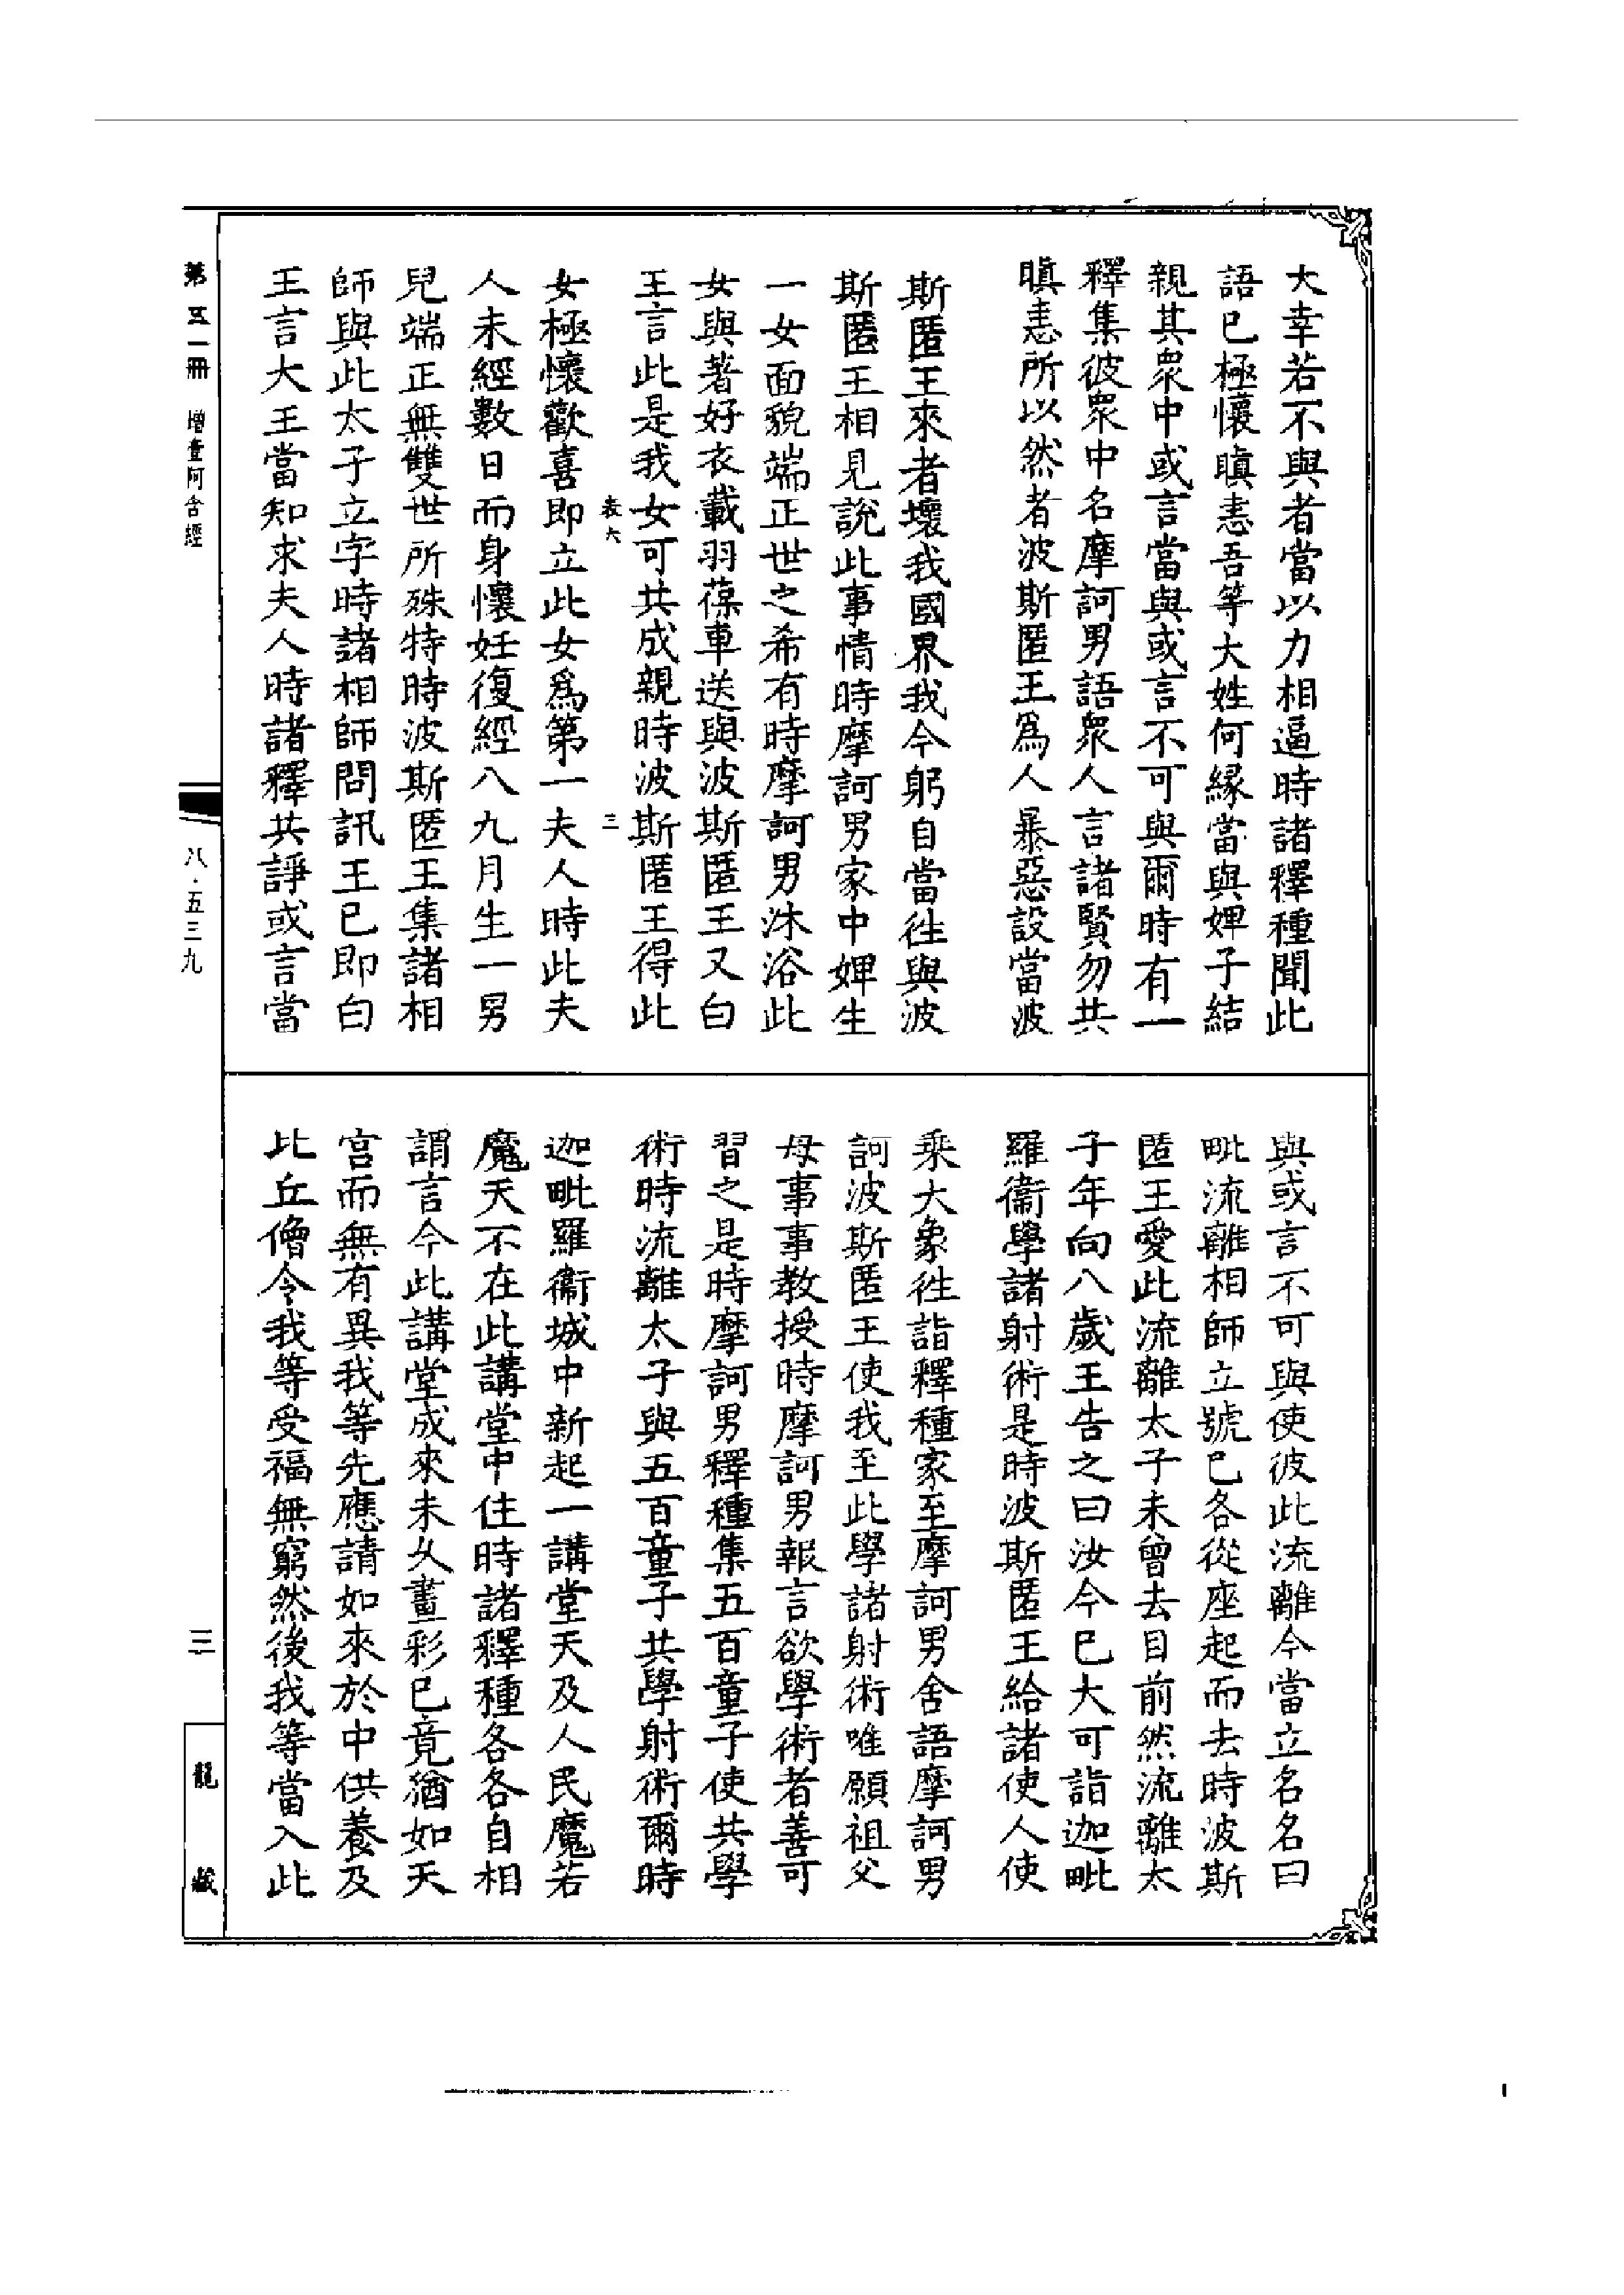 大幸若不與者當以力相逼時諸釋種聞此
語已極懷瞋恚吾等大姓何緣當與婢子結
親其衆中或言當與或言不可與爾時有一
釋集彼衆中名摩訶男語衆人言諸賢勿共
瞋恚所以然者波斯匿王爲人暴惡設當波
斯匿王來者壞我國界我今躬自當徃與波
斯匿王相見說此事情時摩訶男家中婢生
一女面貌端正世之希有時摩訶男沐浴此
女與著好衣載羽葆車送與波斯匿王又白
王言此是我女可共成親時波斯匿王得此
表六 三
女極懷歡喜即立此女爲第一夫人時此夫
人未經數日而身懷妊復經八九月生一男
兒端正無雙世所殊特時波斯匿王集諸相
師與此太子立字時諸相師問訊王已即白
王言大王當知求夫人時諸釋共諍或言當
與或言不可與使彼此流離今當立名名曰
毗流離相師立號已各從座起而去時波斯
匿王愛此流離太子未曾去目前然流離太
子年向八歲王告之曰汝今已大可詣迦毗
羅衞學諸射術是時波斯匿王給諸使人使
乘大象徃詣釋種家至摩訶男舍語摩訶男
訶波斯匿王使我至此學諸射術唯願祖父
母事事教授時摩訶男報言欲學術者善可
習之是時摩訶男釋種集五百童子使共學
術時流離太子與五百童子共學射術爾時
迦毗羅衞城中新起一講堂天及人民魔若
魔天不在此講堂中住時諸釋種各各自相
謂言今此講堂成來未久畫彩已竟猶如天
宮而無有異我等先應請如來於中供養及
比丘僧令我等受福無窮然後我等當入此
第五一冊 增壹阿含經
八·五三九
三
龍藏